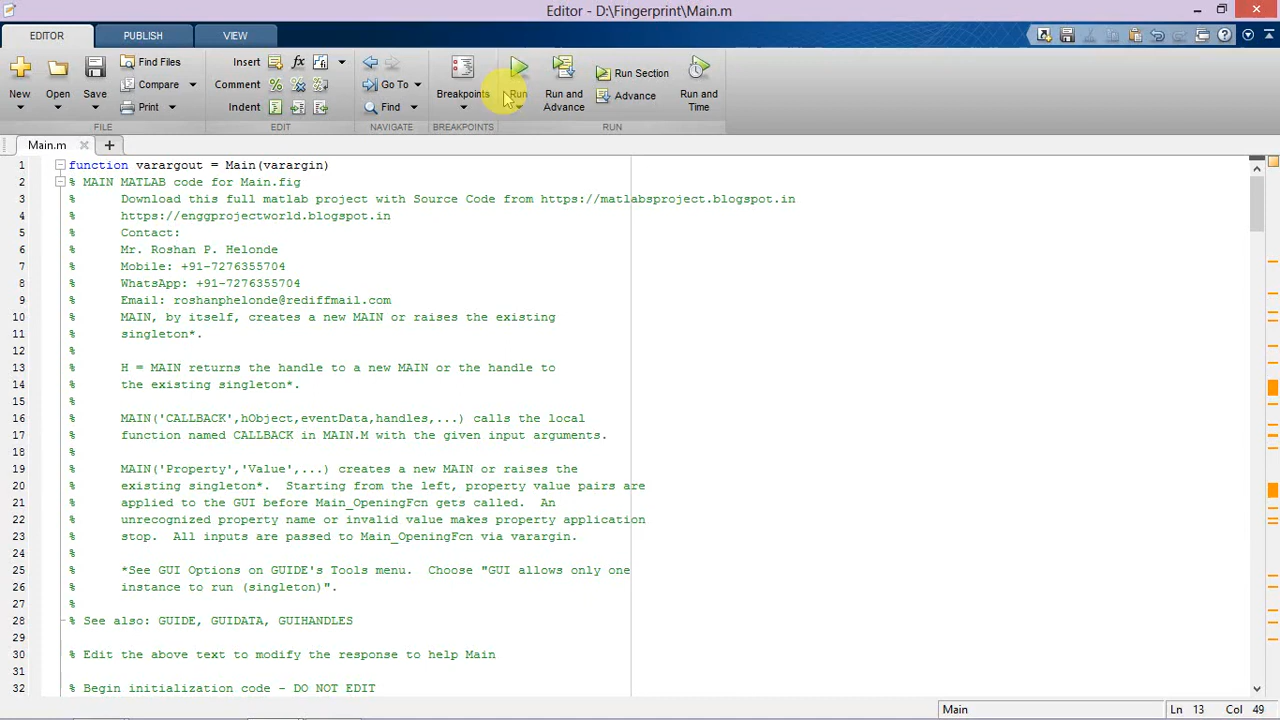 Editor - D:\Fingerprint\Main.m
EDITOR PUBLISH VIEW
New Open Save Find Files Compare Print
Insert Comment Indent
Go To Find
Breakpoints Run Run and Advance Run Section Advance Run and Time
FILE EDIT NAVIGATE BREAKPOINTS RUN
Main.m
1 function varargout = Main(varargin)
2 % MAIN MATLAB code for Main.fig
3 % Download this full matlab project with Source Code from https://matlabsproject.blogspot.in
4 % https://enggprojectworld.blogspot.in
5 % Contact:
6 % Mr. Roshan P. Helonde
7 % Mobile: +91-7276355704
8 % WhatsApp: +91-7276355704
9 % Email: roshanphelonde@rediffmail.com
10 % MAIN, by itself, creates a new MAIN or raises the existing
11 % singleton*.
12 %
13 % H = MAIN returns the handle to a new MAIN or the handle to
14 % the existing singleton*.
15 %
16 % MAIN('CALLBACK',hObject,eventData,handles,...) calls the local
17 % function named CALLBACK in MAIN.M with the given input arguments.
18 %
19 % MAIN('Property','Value',...) creates a new MAIN or raises the
20 % existing singleton*. Starting from the left, property value pairs are
21 % applied to the GUI before Main_OpeningFcn gets called. An
22 % unrecognized property name or invalid value makes property application
23 % stop. All inputs are passed to Main_OpeningFcn via varargin.
24 %
25 % *See GUI Options on GUIDE's Tools menu. Choose "GUI allows only one
26 % instance to run (singleton)".
27 %
28 % See also: GUIDE, GUIDATA, GUIHANDLES
29
30 % Edit the above text to modify the response to help Main
31
32 % Begin initialization code - DO NOT EDIT
Main Ln 13 Col 49